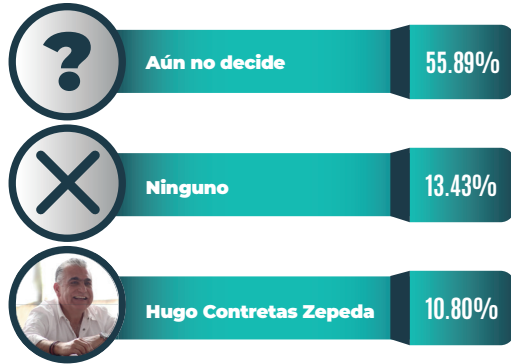 ?
Aún no decide
55.89%
Ninguno
13.43%
Hugo Contretas Zepeda
10.80%